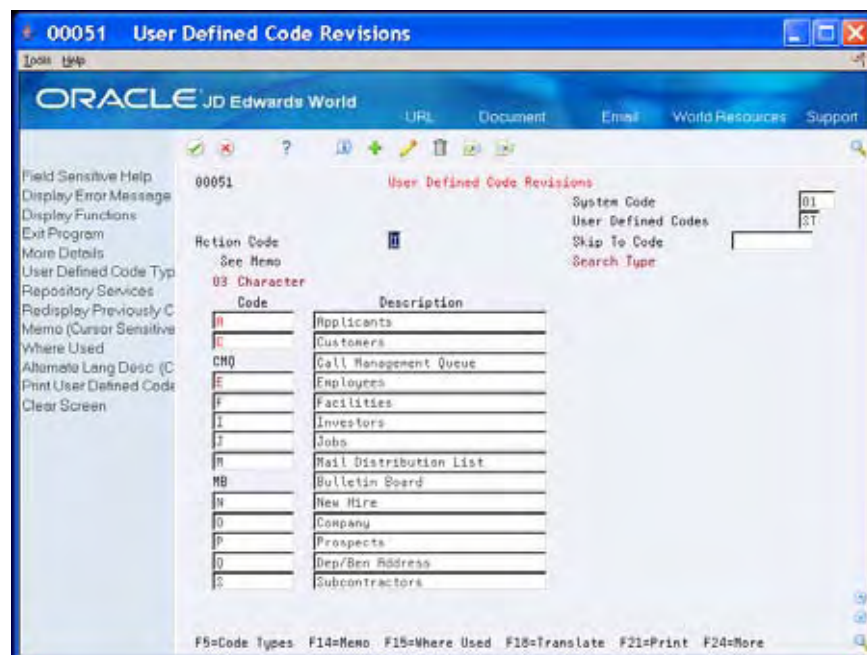 00051 User Defined Code Revisions
Tools Help
ORACLE JD Edwards World
URL Document Email World Resources Support
?
Field Sensitive Help
Display Error Message
Display Functions
Exit Program
More Details
User Defined Code Typ
Repository Services
Redisplay Previously C
Memo (Cursor Sensitive
Where Used
Alternate Lang Desc (C
Print User Defined Code
Clear Screen
00051 User Defined Code Revisions
System Code 01
User Defined Codes ST
Action Code I Skip To Code
See Memo Search Type
03 Character
Code Description
A Applicants
C Customers
CMQ Call Management Queue
E Employees
F Facilities
I Investors
J Jobs
M Mail Distribution List
MB Bulletin Board
N New Hire
O Company
P Prospects
Q Dep/Ben Address
S Subcontractors
F5=Code Types F14=Memo F15=Where Used F18=Translate F21=Print F24=More